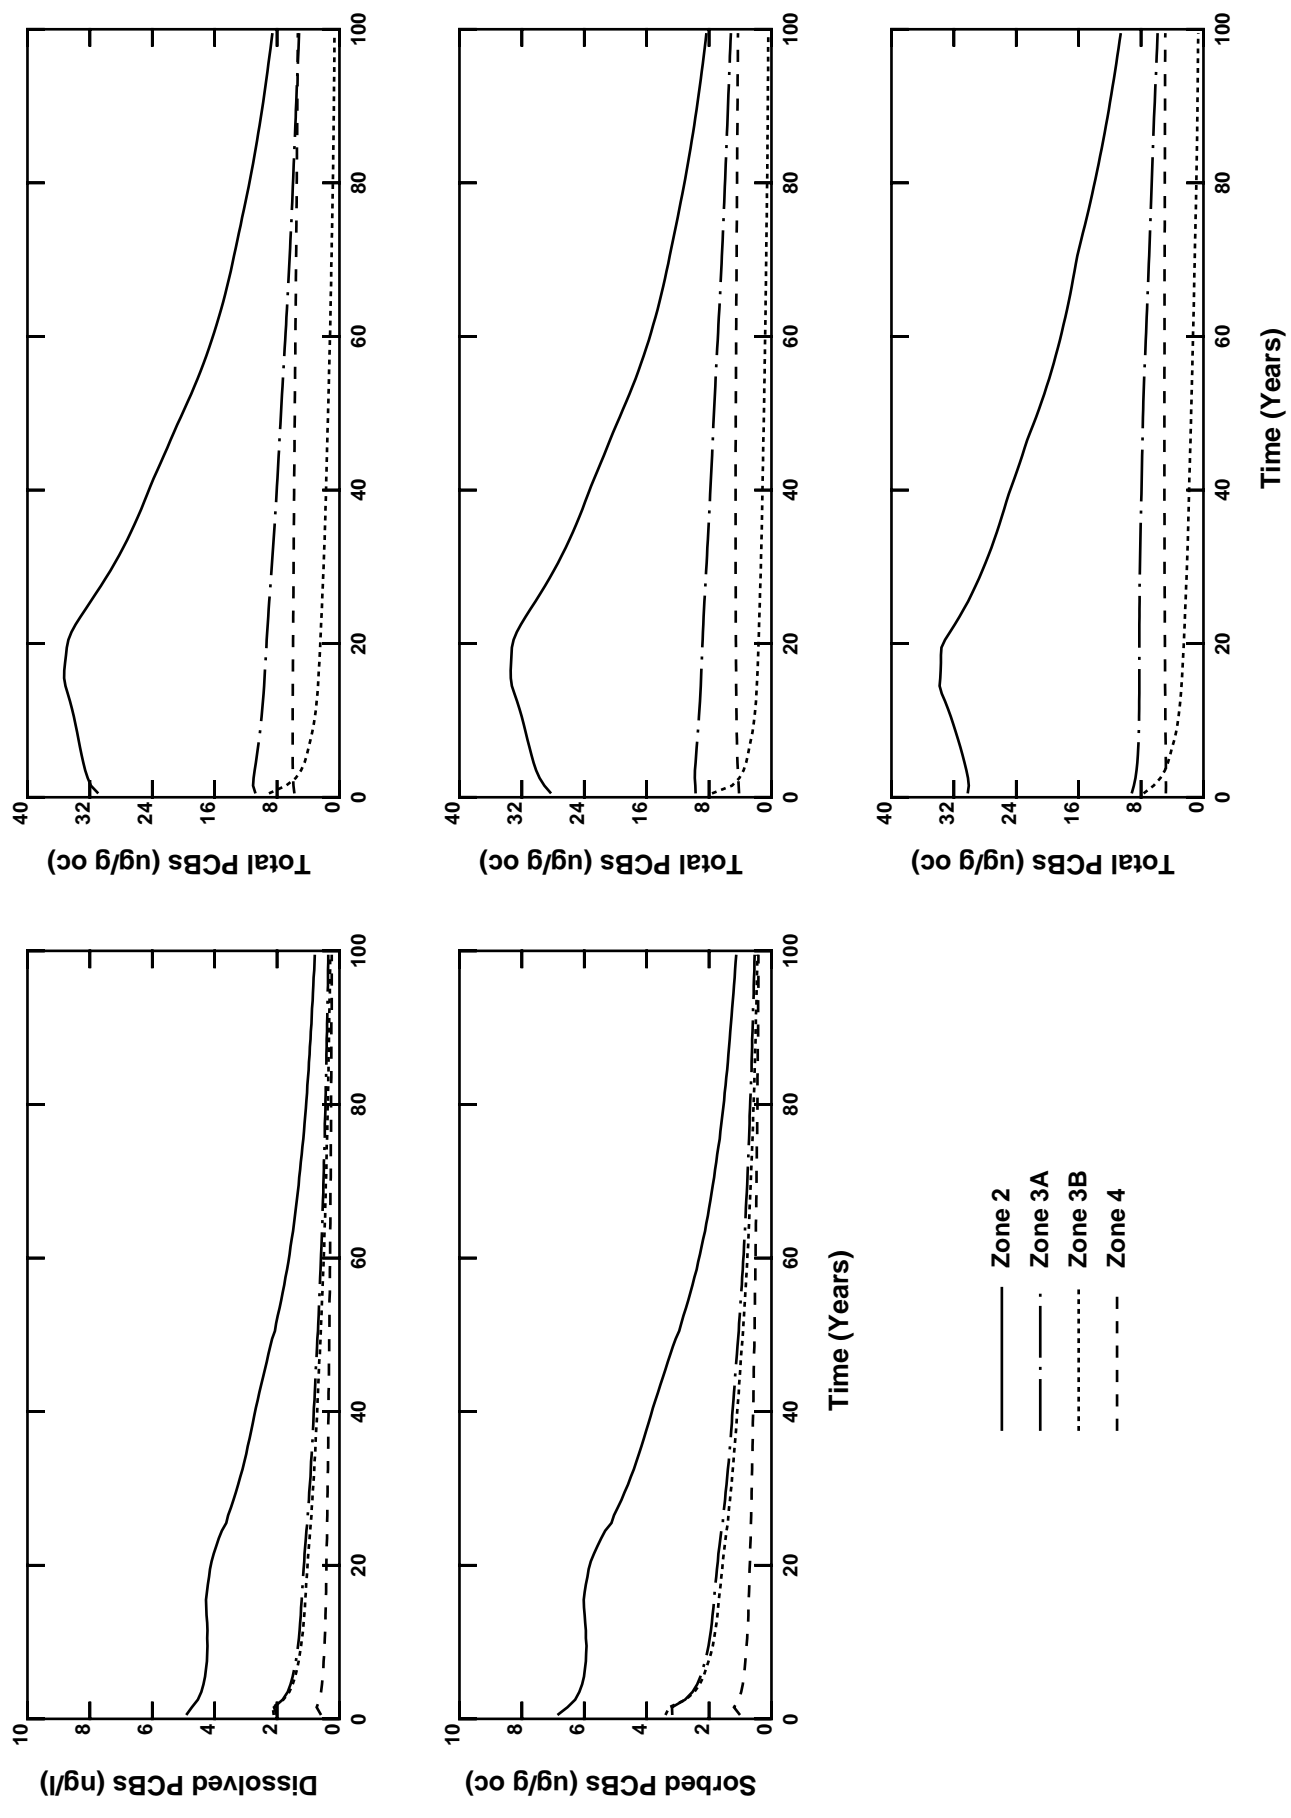 Dissolved PCBs (ng/l)
10
8
6
4
2
0
0 20 40 60 80 100
Total PCBs (ug/g oc)
40
32
24
16
8
0
0 20 40 60 80 100
Sorbed PCBs (ug/g oc)
10
8
6
4
2
0
0 20 40 60 80 100
Time (Years)
Total PCBs (ug/g oc)
40
32
24
16
8
0
0 20 40 60 80 100
Zone 2
Zone 3A
Zone 3B
Zone 4
Total PCBs (ug/g oc)
40
32
24
16
8
0
0 20 40 60 80 100
Time (Years)